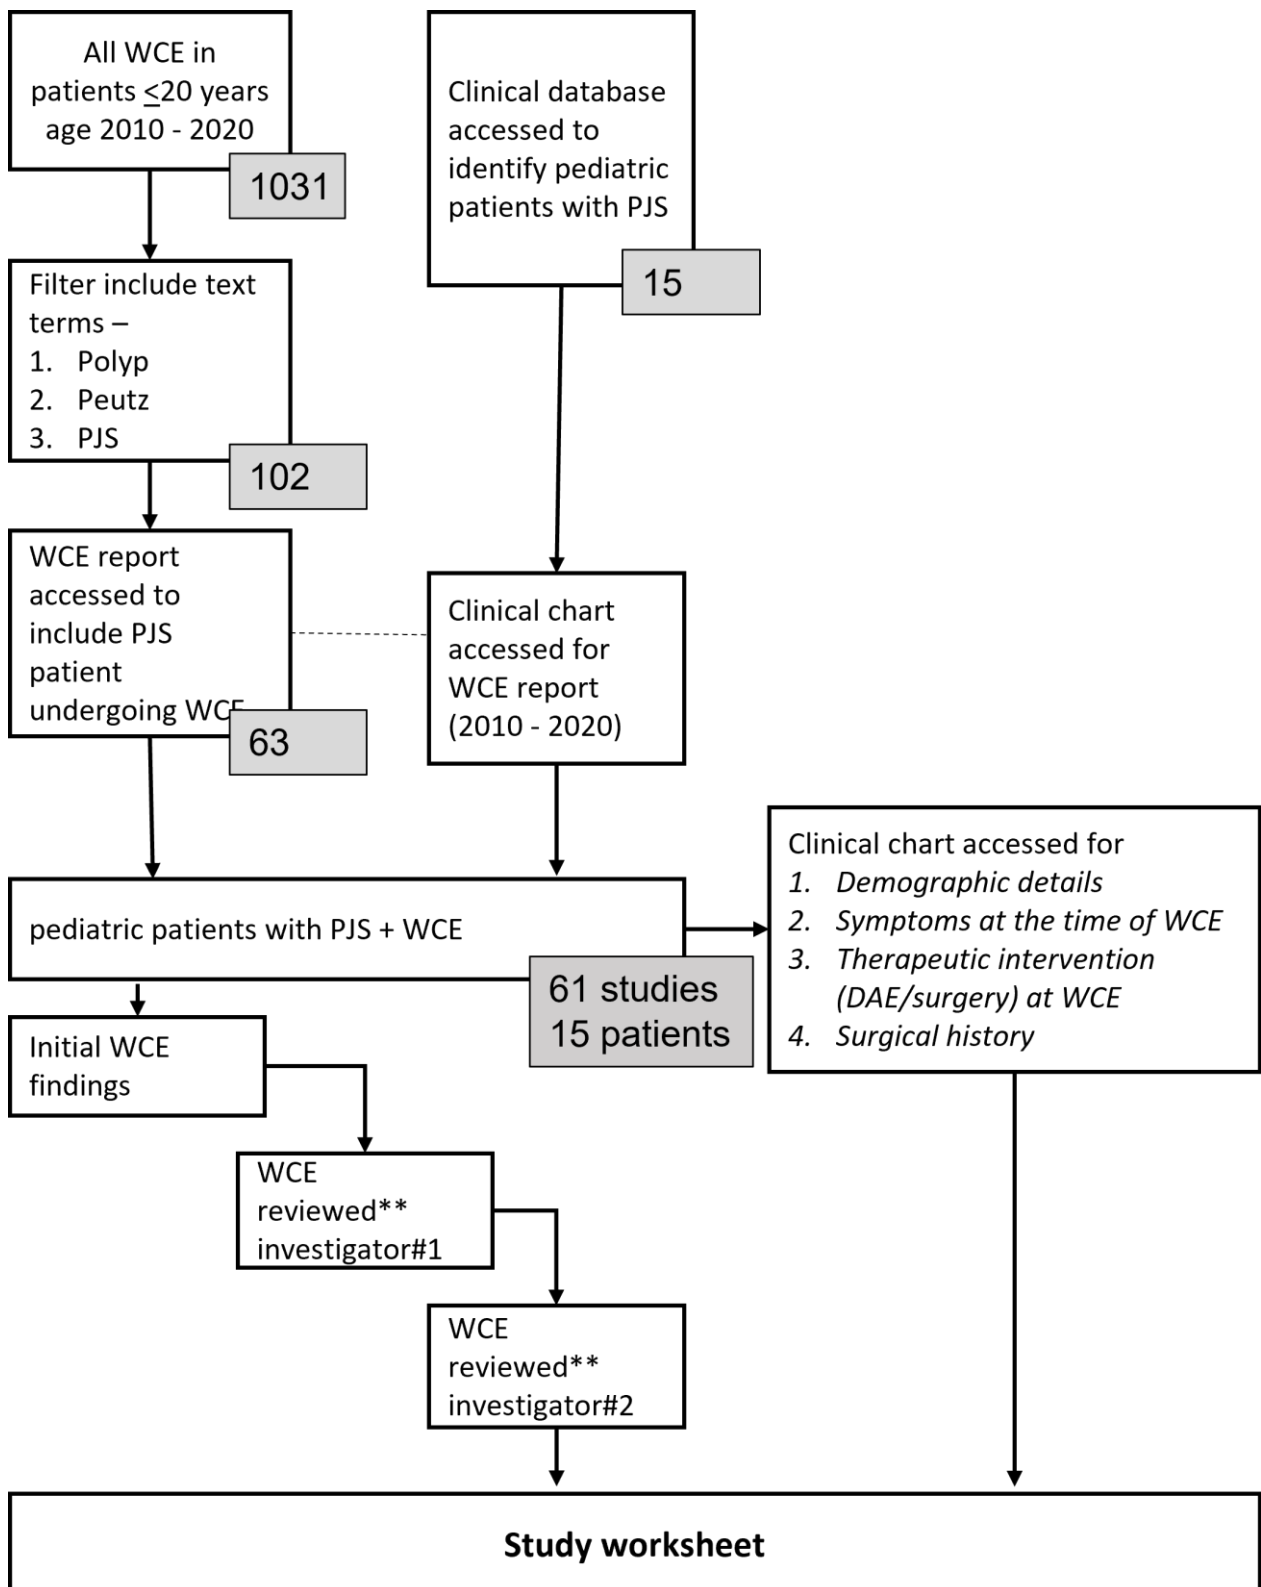 All WCE in
patients ≤20 years
age 2010 - 2020
1031
Filter include text
terms –
1. Polyp
2. Peutz
3. PJS
102
WCE report
accessed to
include PJS
patient
undergoing WCE
63
Clinical database
accessed to
identify pediatric
patients with PJS
15
Clinical chart
accessed for
WCE report
(2010 - 2020)
pediatric patients with PJS + WCE
61 studies
15 patients
Clinical chart accessed for
1. Demographic details
2. Symptoms at the time of WCE
3. Therapeutic intervention
(DAE/surgery) at WCE
4. Surgical history
Initial WCE
findings
WCE
reviewed**
investigator#1
WCE
reviewed**
investigator#2
Study worksheet